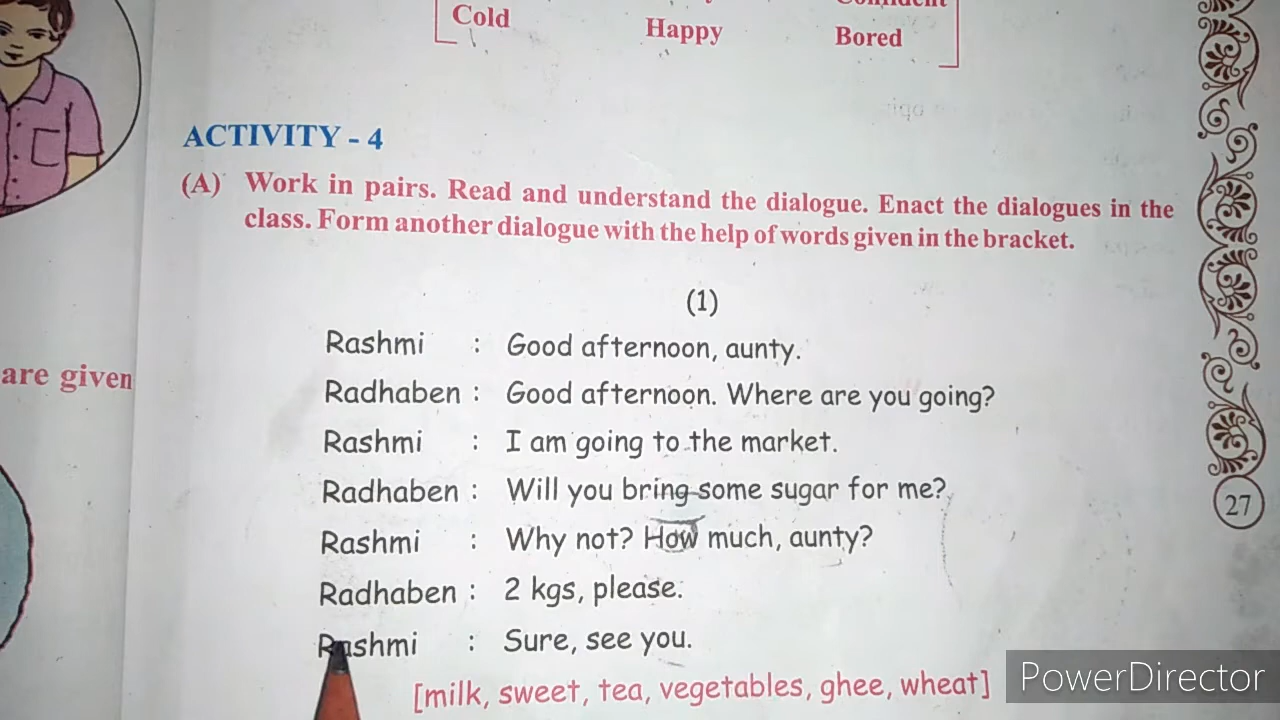 Cold Happy Bored
ACTIVITY - 4
(A) Work in pairs. Read and understand the dialogue. Enact the dialogues in the
class. Form another dialogue with the help of words given in the bracket.
(1)
Rashmi : Good afternoon, aunty.
Radhaben : Good afternoon. Where are you going?
are given
Rashmi : I am going to the market.
Radhaben : Will you bring some sugar for me?
27
Rashmi : Why not? How much, aunty?
Radhaben : 2 kgs, please.
Rashmi : Sure, see you.
[milk, sweet, tea, vegetables, ghee, wheat]
PowerDirector